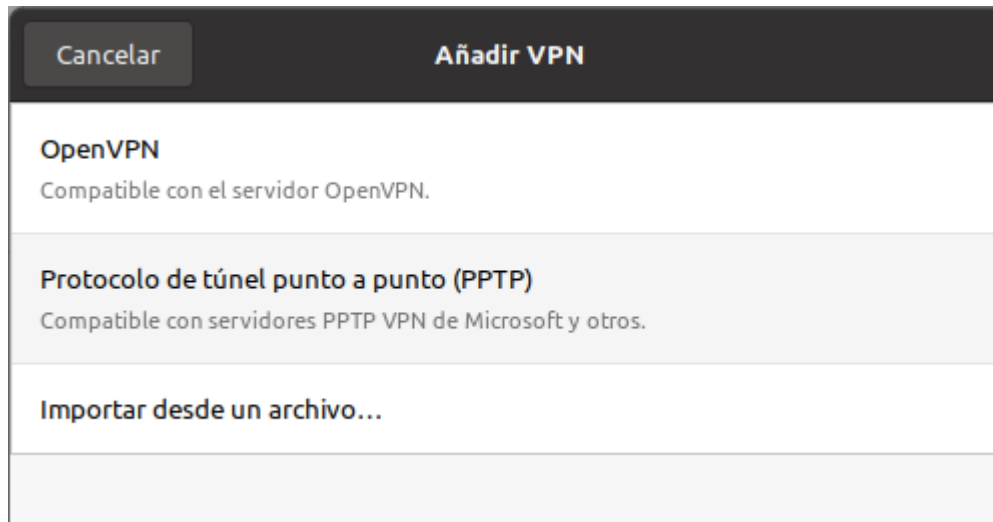 Cancelar
Añadir VPN
OpenVPN
Compatible con el servidor OpenVPN.
Protocolo de túnel punto a punto (PPTP)
Compatible con servidores PPTP VPN de Microsoft y otros.
Importar desde un archivo…